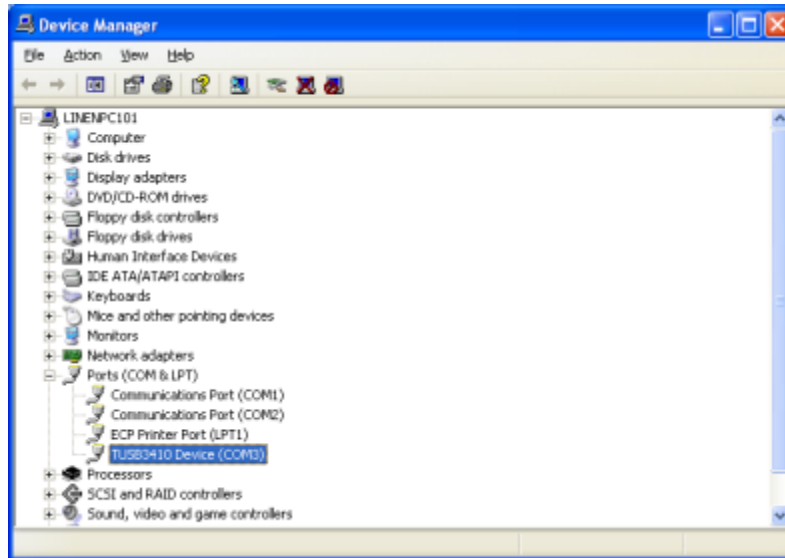 Device Manager
File Action View Help
LINENPC101
Computer
Disk drives
Display adapters
DVD/CD-ROM drives
Floppy disk controllers
Floppy disk drives
Human Interface Devices
IDE ATA/ATAPI controllers
Keyboards
Mice and other pointing devices
Monitors
Network adapters
Ports (COM & LPT)
Communications Port (COM1)
Communications Port (COM2)
ECP Printer Port (LPT1)
TUSB3410 Device (COM3)
Processors
SCSI and RAID controllers
Sound, video and game controllers